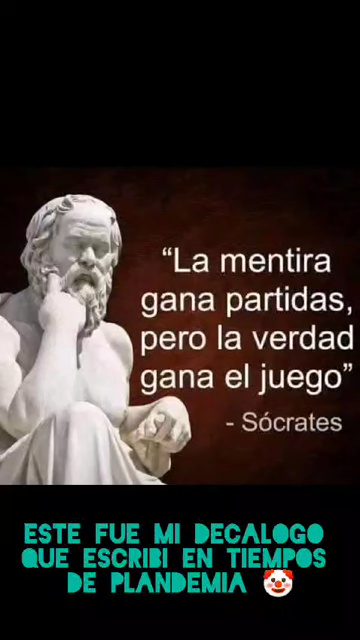 “La mentira
gana partidas,
pero la verdad
gana el juego”
- Sócrates
ESTE FUE MI DECALOGO
QUE ESCRIBI EN TIEMPOS
DE PLANDEMIA 🤡